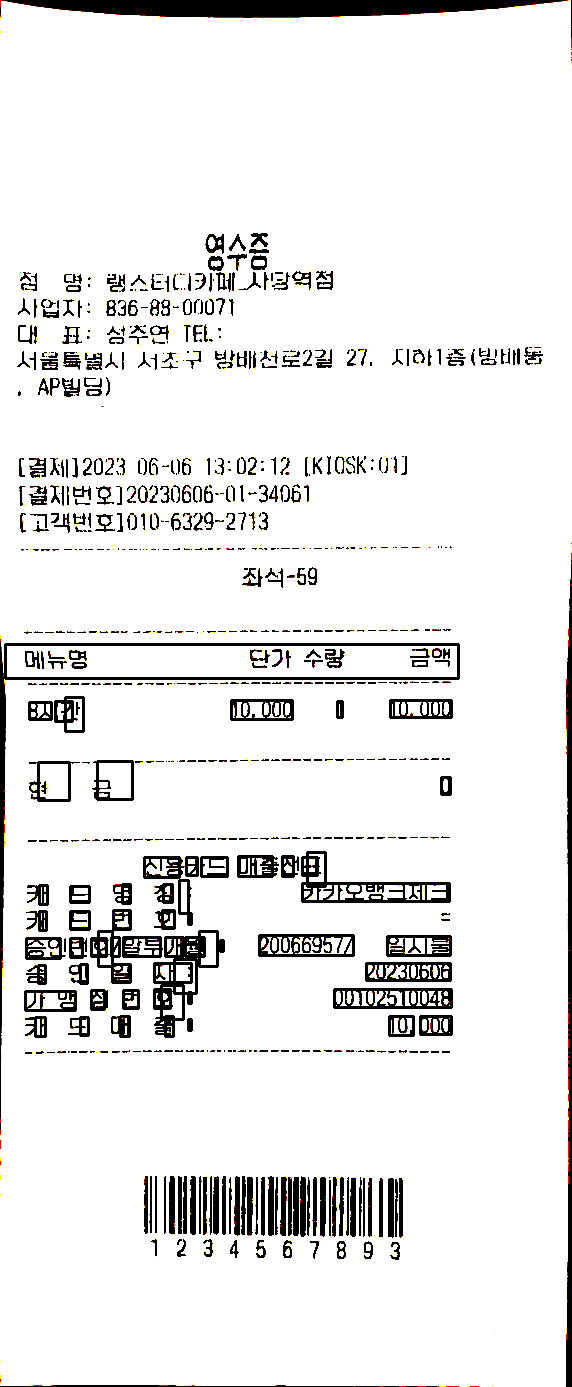 영수증
점 명: 랭스터디카페 사당역점
사업자: 836-88-00071
대 표: 성주연 TEL:
서울특별시 서초구 방배천로2길 27, 지하1층(방배동
, AP빌딩)
[결제]2023-06-06 13:02:12 [KIOSK:01]
[결제번호]20230606-01-34061
[고객번호]010-6329-2713
좌석-59
메뉴명 단가 수량 금액
8시간 10,000 10,000
현 금
신용카드 매출전표
카 드 명 칭 : 카카오뱅크체크
카 드 번 호 :
승인번호/할부개월 : 200669577 일시불
승 인 일 자 : 20230606
가 맹 점 번 호 : 00102510048
카 드 매 출 : 10,000
1 2 3 4 5 6 7 8 9 3